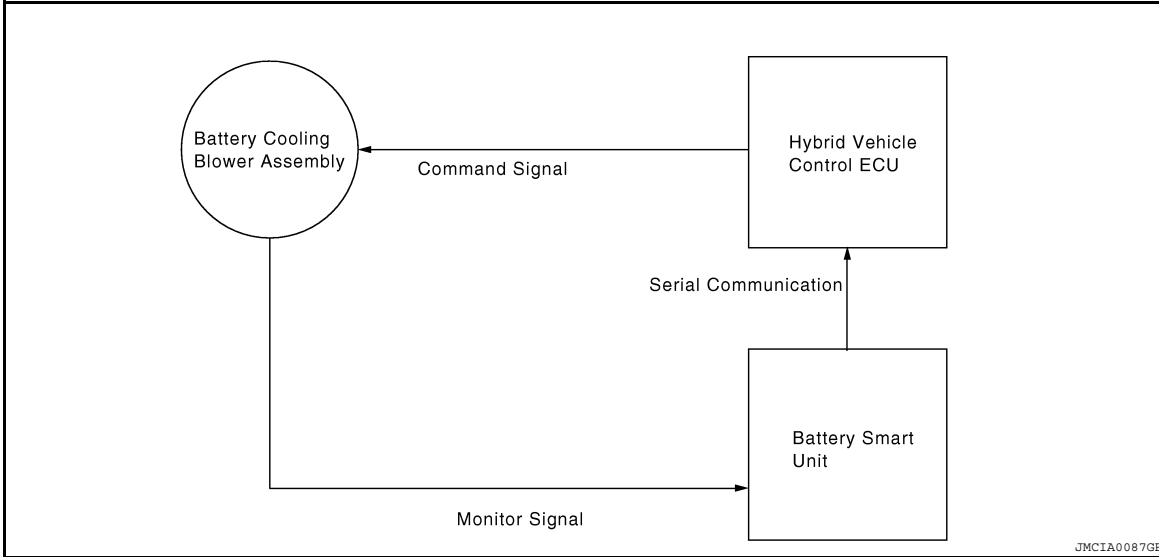 Battery Cooling
Blower Assembly
Command Signal
Hybrid Vehicle
Control ECU
Serial Communication
Battery Smart
Unit
Monitor Signal